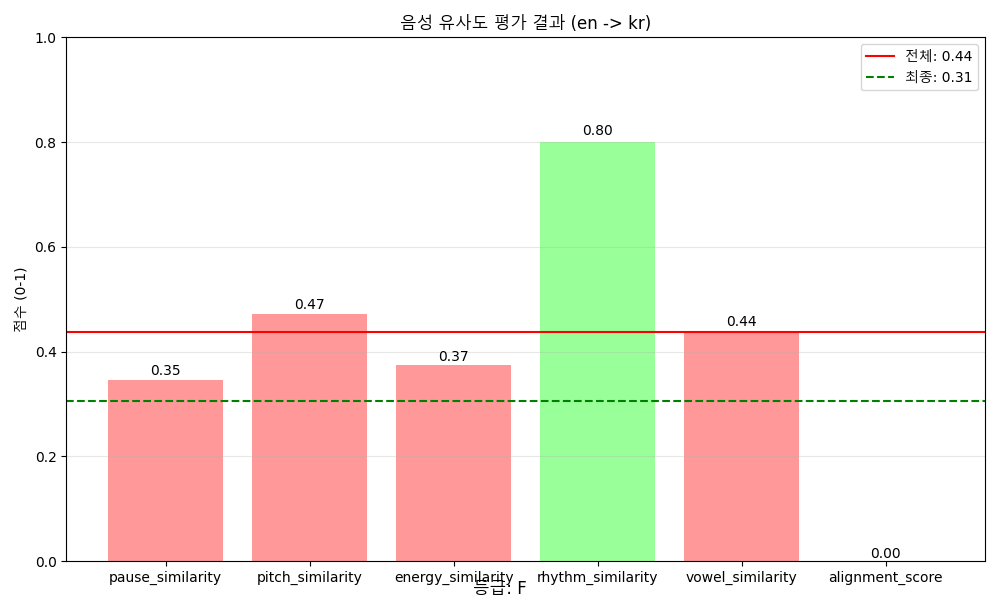 음성 유사도 평가 결과 (en -> kr)
전체: 0.44
최종: 0.31
점수 (0-1)
1.0
0.8
0.6
0.4
0.2
0.0
0.35
0.47
0.37
0.80
0.44
0.00
pause_similarity pitch_similarity energy_similarity rhythm_similarity vowel_similarity alignment_score
등급: F